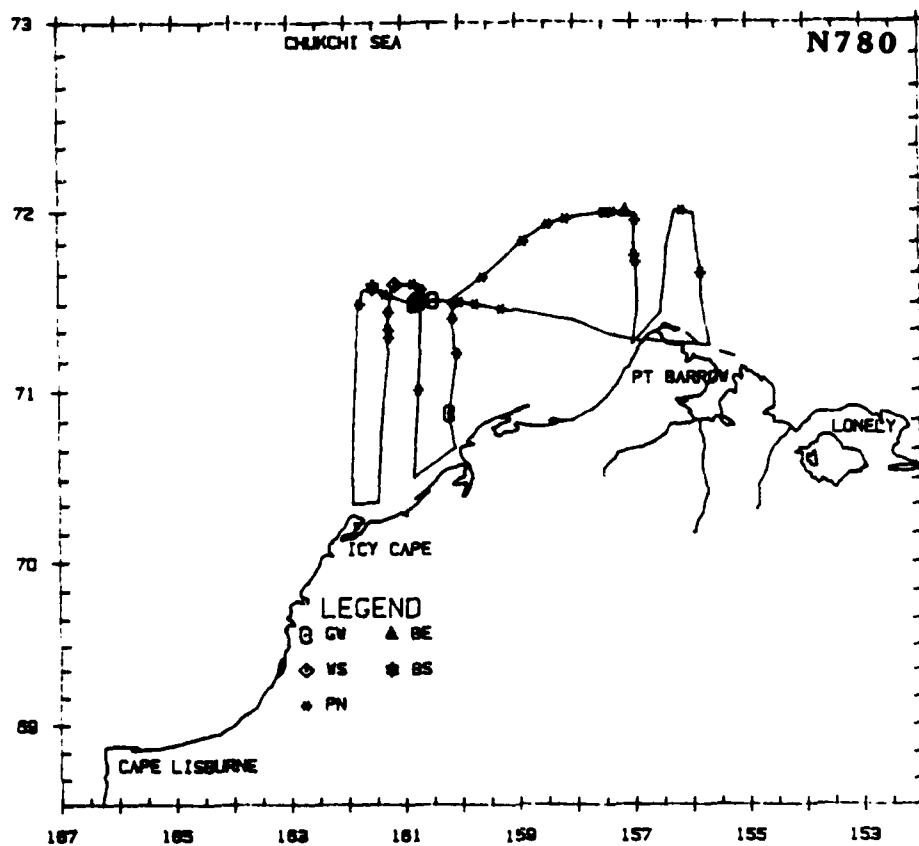 73
CHUKCHI SEA
N780
72
71
PT BARROW
LONELY
ICY CAPE
70
LEGEND
GW
BE
WS
BS
PN
69
CAPE LISBURNE
167
165
163
161
159
157
155
153